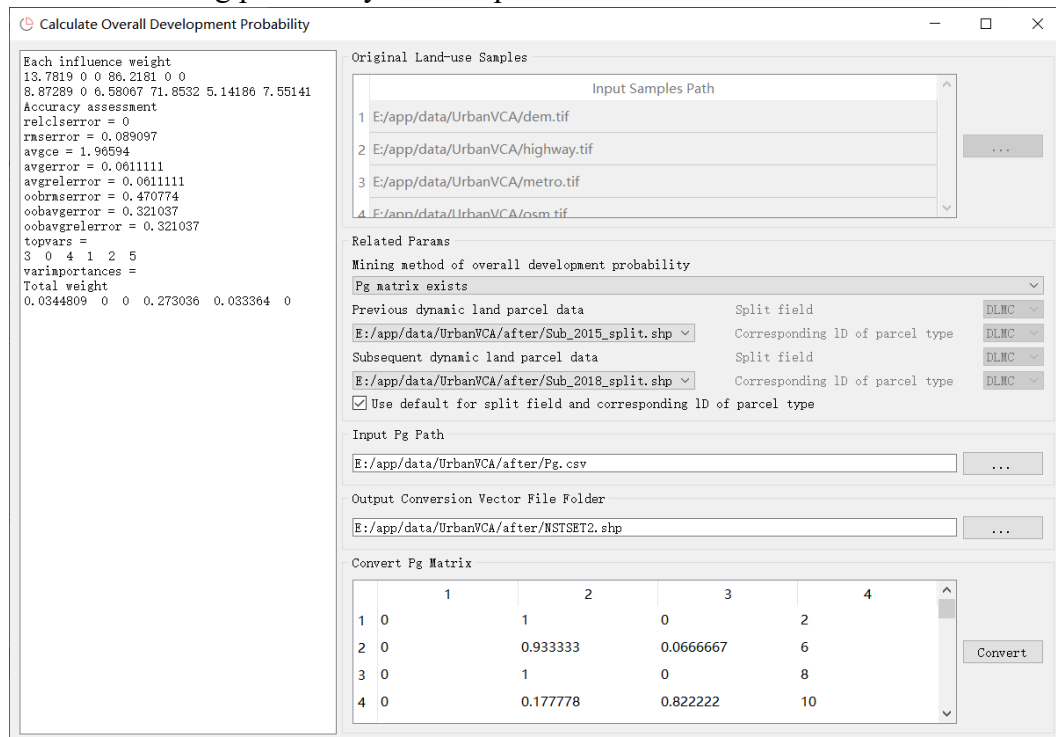 Calculate Overall Development Probability
Each influence weight
13.7819 0 0 86.2181 0 0
8.87289 0 6.58067 71.8532 5.14186 7.55141
Accuracy assessment
relclserror = 0
rmserror = 0.089097
avgce = 1.96594
avgerror = 0.0611111
avgrelerror = 0.0611111
oobrmserror = 0.470774
oobavgerror = 0.321037
oobavgrelerror = 0.321037
topvars =
3 0 4 1 2 5
varimportances =
Total weight
0.0344809 0 0 0.273036 0.033364 0
Original Land-use Samples
Input Samples Path
1 E:/app/data/UrbanVCA/dem.tif
2 E:/app/data/UrbanVCA/highway.tif
3 E:/app/data/UrbanVCA/metro.tif
4 E:/app/data/UrbanVCA/osm.tif
...
Related Params
Mining method of overall development probability
Pg matrix exists
Previous dynamic land parcel data Split field DLMC
E:/app/data/UrbanVCA/after/Sub_2015_split.shp Corresponding lD of parcel type DLMC
Subsequent dynamic land parcel data Split field DLMC
E:/app/data/UrbanVCA/after/Sub_2018_split.shp Corresponding lD of parcel type DLMC
Use default for split field and corresponding lD of parcel type
Input Pg Path
E:/app/data/UrbanVCA/after/Pg.csv ...
Output Conversion Vector File Folder
E:/app/data/UrbanVCA/after/NSTSET2.shp ...
Convert Pg Matrix
1 2 3 4
1 0 1 0 2
2 0 0.933333 0.0666667 6
3 0 1 0 8
4 0 0.177778 0.822222 10
Convert